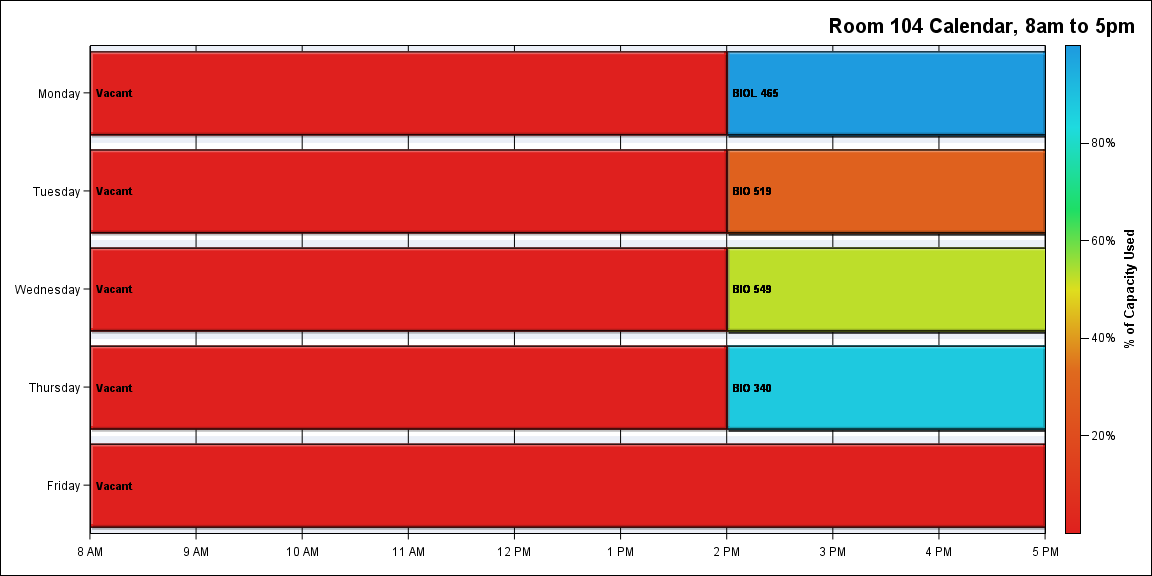 Room 104 Calendar, 8am to 5pm
Monday
Vacant
BIOL 465
Tuesday
Vacant
BIO 519
Wednesday
Vacant
BIO 549
Thursday
Vacant
BIO 340
Friday
Vacant
8 AM 9 AM 10 AM 11 AM 12 PM 1 PM 2 PM 3 PM 4 PM 5 PM
80%
60%
40%
20%
% of Capacity Used